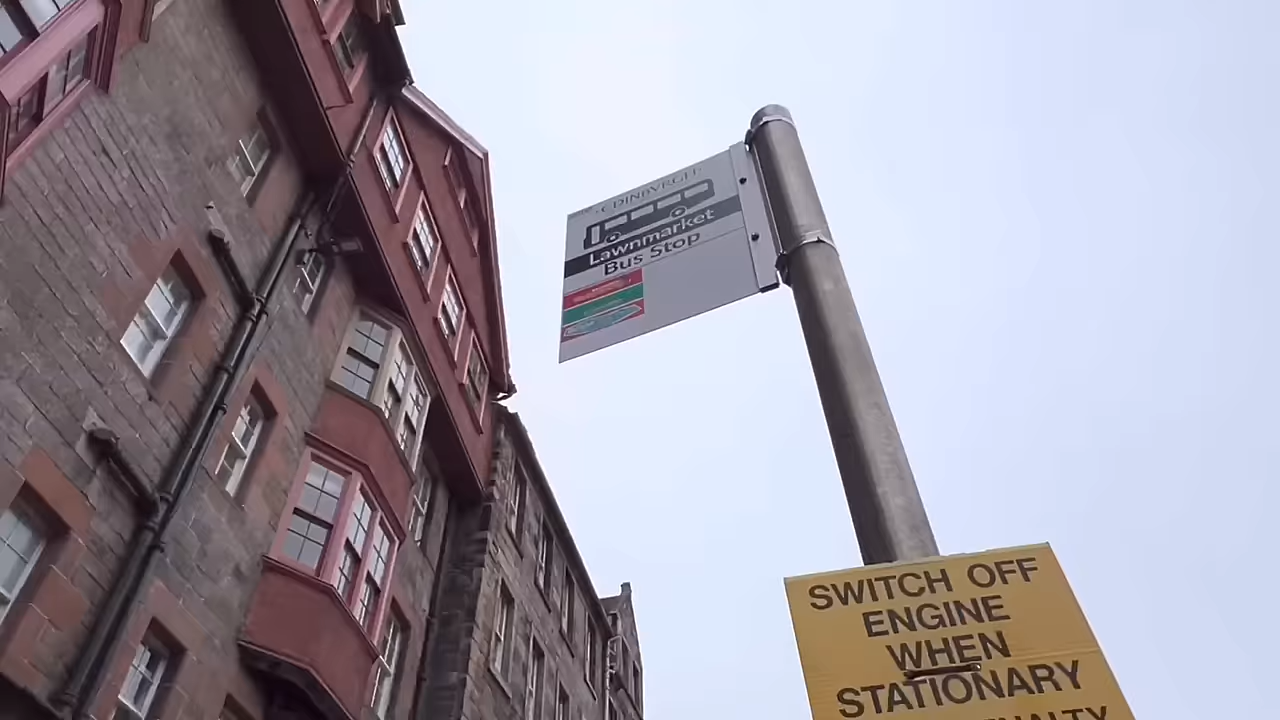 EDINBVRGH
Lawnmarket
Bus Stop
SWITCH OFF
ENGINE
WHEN
STATIONARY